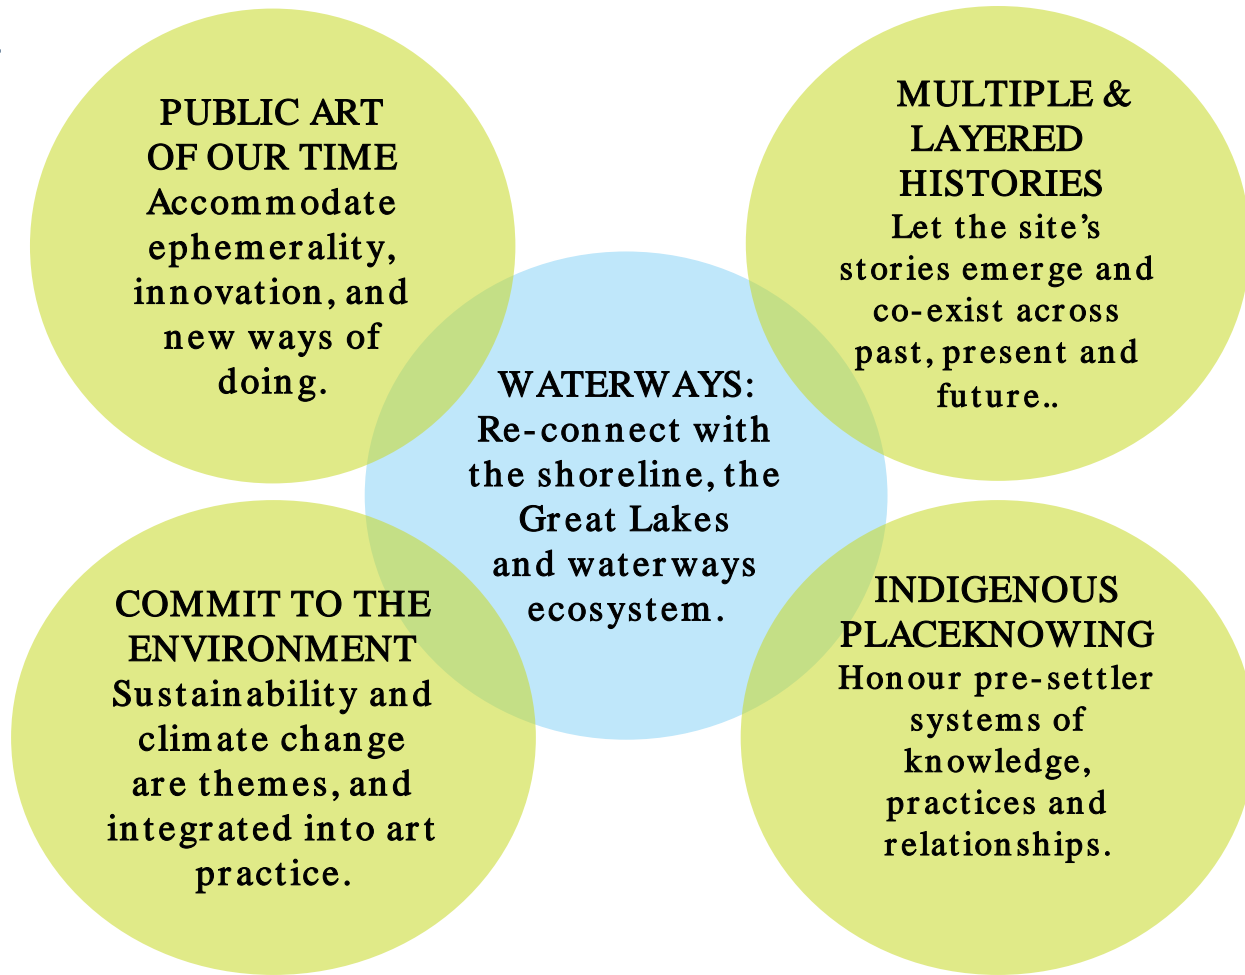 PUBLIC ART
OF OUR TIME
Accommodate
ephemerality,
innovation, and
new ways of
doing.
MULTIPLE &
LAYERED
HISTORIES
Let the site's
stories emerge and
co-exist across
past, present and
future..
WATERWAYS:
Re-connect with
the shoreline, the
Great Lakes
and waterways
ecosystem.
COMMIT TO THE
ENVIRONMENT
Sustainability and
climate change
are themes, and
integrated into art
practice.
INDIGENOUS
PLACEKNOWING
Honour pre-settler
systems of
knowledge,
practices and
relationships.